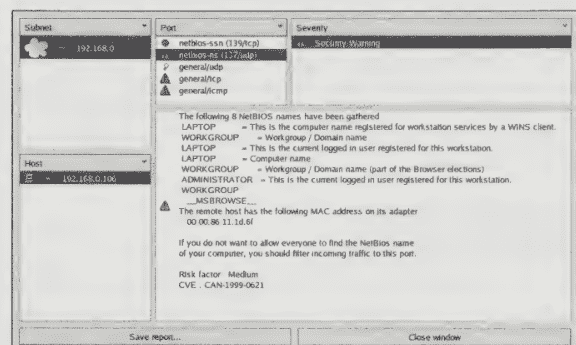 Subnet
192.168.0
Host
192.168.0.106
Port
netbios-ssn (139/tcp)
netbios-ns (137/udp)
general/udp
general/tcp
general/icmp
Severity
Security Warning
The following 8 NetBIOS names have been gathered
LAPTOP = This is the computer name registered for workstation services by a WINS client.
WORKGROUP = Workgroup / Domain name
LAPTOP = This is the current logged in user registered for this workstation.
LAPTOP = Computer name
WORKGROUP = Workgroup / Domain name (part of the Browser elections)
ADMINISTRATOR = This is the current logged in user registered for this workstation.
WORKGROUP
__MSBROWSE__
The remote host has the following MAC address on its adapter
00 00.86 11.1d.6f
If you do not want to allow everyone to find the NetBios name
of your computer, you should filter incoming traffic to this port.
Risk factor Medium
CVE . CAN-1999-0621
Save report...
Close window